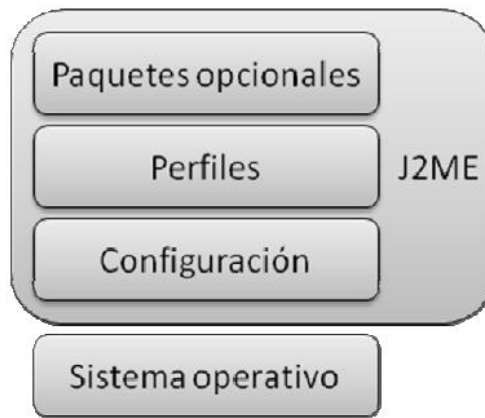 Paquetes opcionales
Perfiles
J2ME
Configuración
Sistema operativo